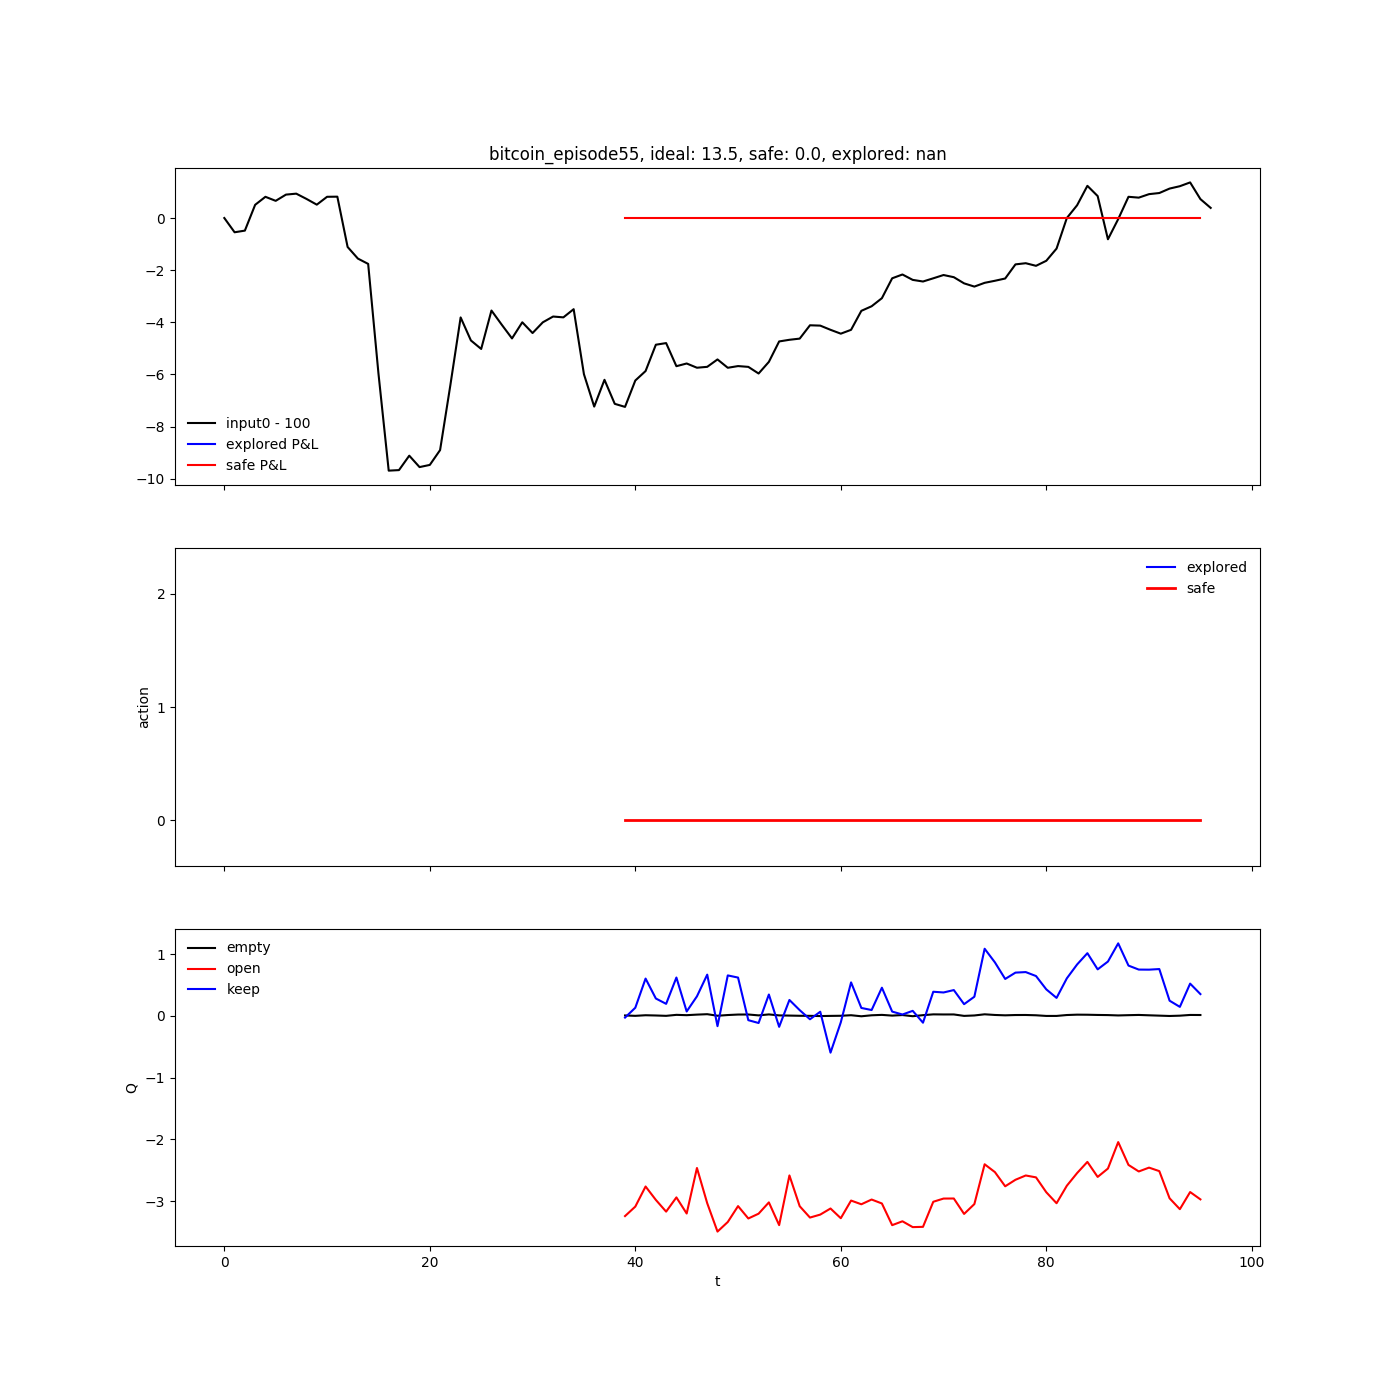 bitcoin_episode55, ideal: 13.5, safe: 0.0, explored: nan
0
−2
−4
−6
−8
−10
input0 - 100
explored P&L
safe P&L
2
1
0
action
explored
safe
1
0
−1
−2
−3
Q
empty
open
keep
0
20
40
60
80
100
t